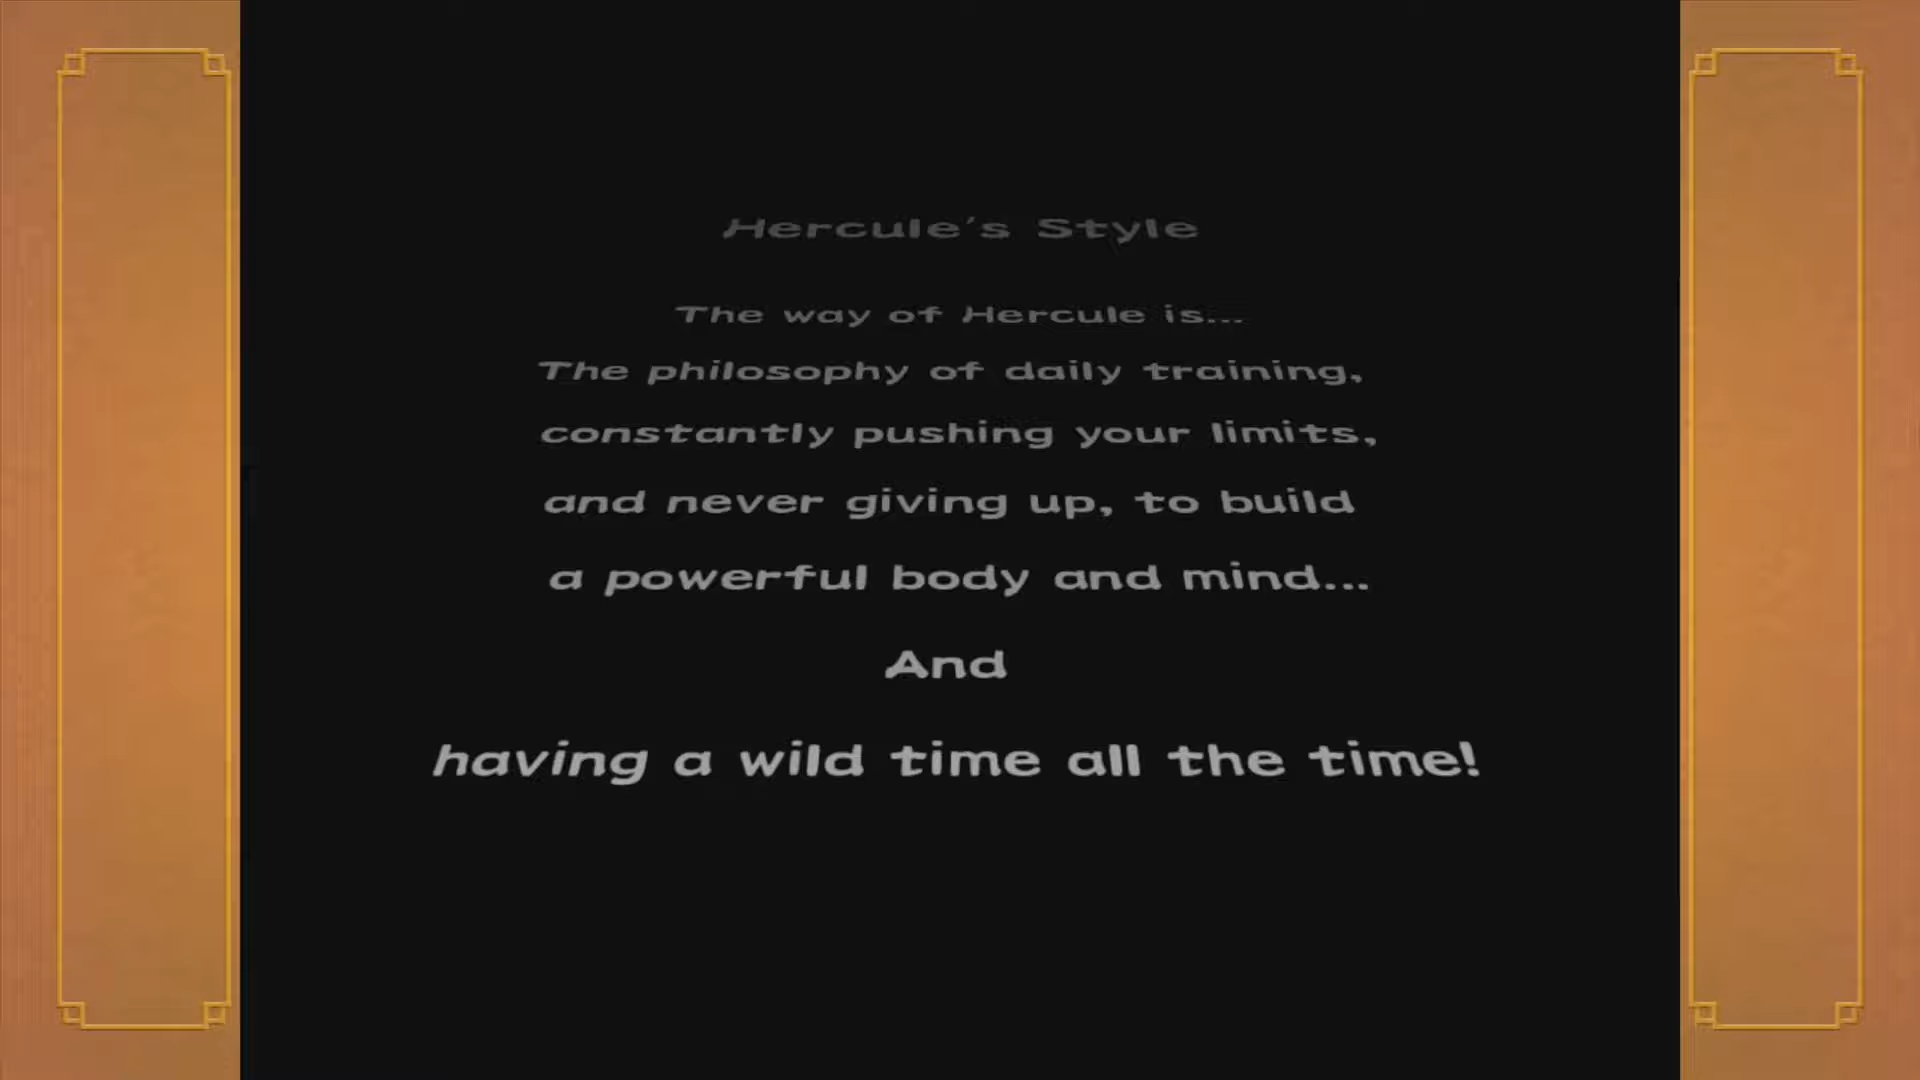 Hercule's Style
The way of Hercule is...
The philosophy of daily training,
constantly pushing your limits,
and never giving up, to build
a powerful body and mind...
And
having a wild time all the time!